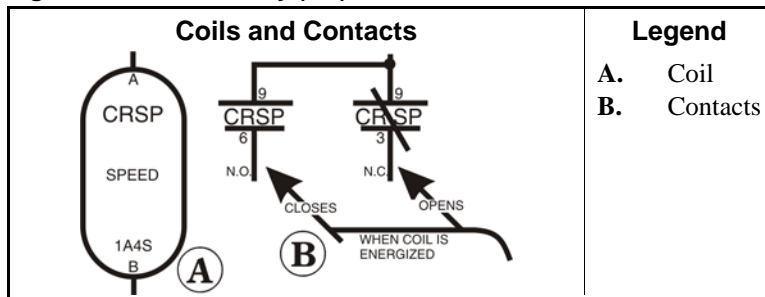 Coils and Contacts
Legend
A. Coil
B. Contacts
A
CRSP
SPEED
1A4S
B
A
9
CRSP
6
N.O.
9
CRSP
3
N.C.
CLOSES
OPENS
B
WHEN COIL IS
ENERGIZED